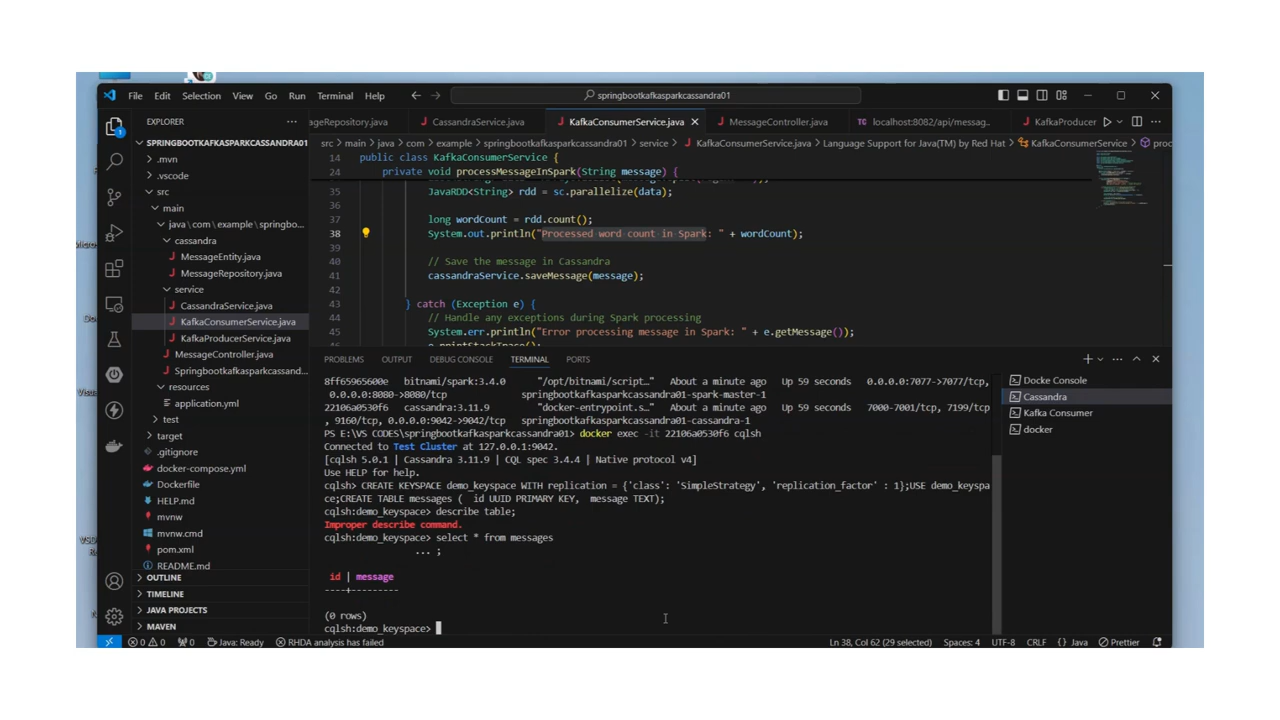 File Edit Selection View Go Run Terminal Help
springbootkafkasparkcassandra01
EXPLORER
SPRINGBOOTKAFKASPARKCASSANDRA01
.mvn
.vscode
src
main
java\com\example\springbo...
cassandra
MessageEntity.java
MessageRepository.java
service
CassandraService.java
KafkaConsumerService.java
KafkaProducerService.java
MessageController.java
Springbootkafkasparkcassand...
resources
application.yml
test
target
.gitignore
docker-compose.yml
Dockerfile
HELP.md
mvnw
mvnw.cmd
pom.xml
README.md
OUTLINE
TIMELINE
JAVA PROJECTS
MAVEN
ageRepository.java CassandraService.java KafkaConsumerService.java MessageController.java localhost:8082/api/messag... KafkaProducer
src > main > java > com > example > springbootkafkasparkcassandra01 > service > KafkaConsumerService.java > Language Support for Java(TM) by Red Hat > KafkaConsumerService > proc
14 public class KafkaConsumerService {
24 private void processMessageInSpark(String message) {
35 JavaRDD<String> rdd = sc.parallelize(data);
36
37 long wordCount = rdd.count();
38 System.out.println("Processed word count in Spark: " + wordCount);
39
40 // Save the message in Cassandra
41 cassandraService.saveMessage(message);
42
43 } catch (Exception e) {
44 // Handle any exceptions during Spark processing
45 System.err.println("Error processing message in Spark: " + e.getMessage());
PROBLEMS OUTPUT DEBUG CONSOLE TERMINAL PORTS
8ff65965600e bitnami/spark:3.4.0 "/opt/bitnami/script…" About a minute ago Up 59 seconds 0.0.0.0:7077->7077/tcp,
0.0.0.0:8080->8080/tcp springbootkafkasparkcassandra01-spark-master-1
22106a0530f6 cassandra:3.11.9 "docker-entrypoint.s…" About a minute ago Up 59 seconds 7000-7001/tcp, 7199/tcp
, 9160/tcp, 0.0.0.0:9042->9042/tcp springbootkafkasparkcassandra01-cassandra-1
PS E:\VS CODES\springbootkafkasparkcassandra01> docker exec -it 22106a0530f6 cqlsh
Connected to Test Cluster at 127.0.0.1:9042.
[cqlsh 5.0.1 | Cassandra 3.11.9 | CQL spec 3.4.4 | Native protocol v4]
Use HELP for help.
cqlsh> CREATE KEYSPACE demo_keyspace WITH replication = {'class': 'SimpleStrategy', 'replication_factor' : 1};USE demo_keyspa
ce;CREATE TABLE messages ( id UUID PRIMARY KEY, message TEXT);
cqlsh:demo_keyspace> describe table;
Improper describe command.
cqlsh:demo_keyspace> select * from messages
... ;
id | message
----+---------
(0 rows)
cqlsh:demo_keyspace>
Docke Console
Cassandra
Kafka Consumer
docker
0 0 0 Java: Ready RHDA analysis has failed
Ln 38, Col 62 (29 selected) Spaces: 4 UTF-8 CRLF {} Java Prettier